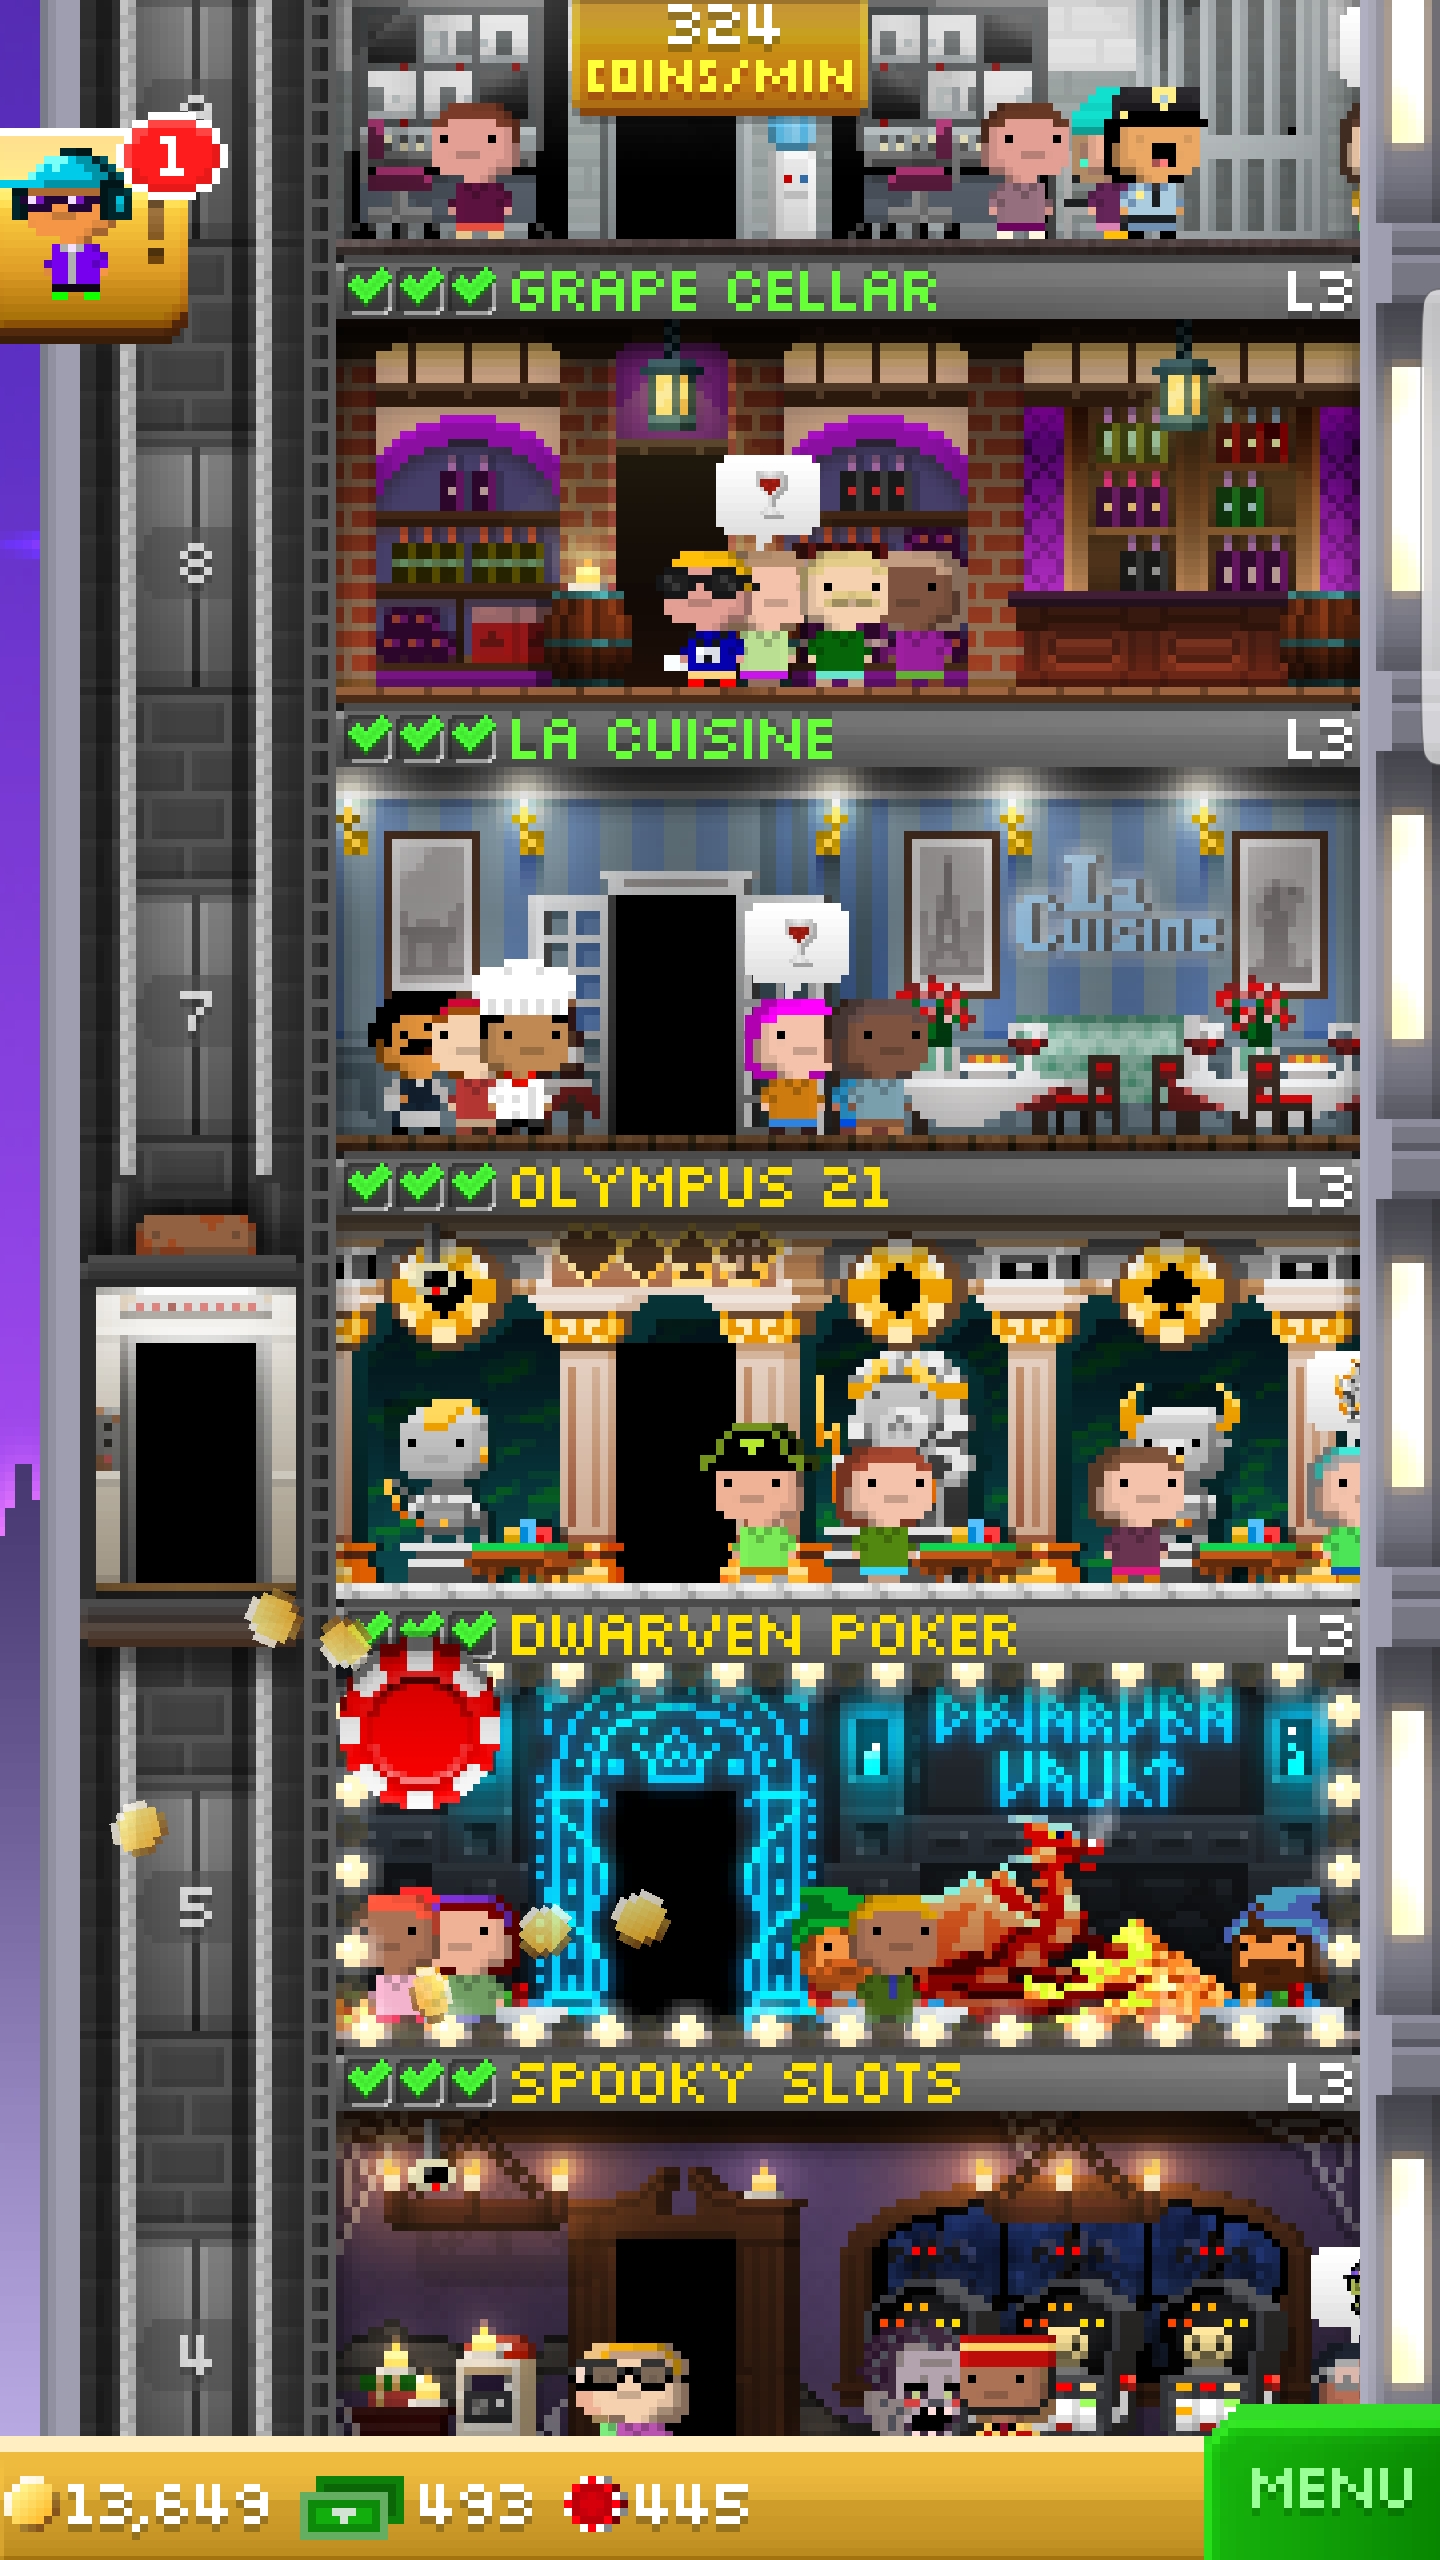 324
COINS/MIN
1
GRAPE CELLAR L3
8
LA CUISINE L3
La
Cuisine
7
OLYMPUS 21 L3
DWARVEN POKER L3
DWARVEN
VAULT
5
SPOOKY SLOTS L3
4
13,649 493 445
MENU